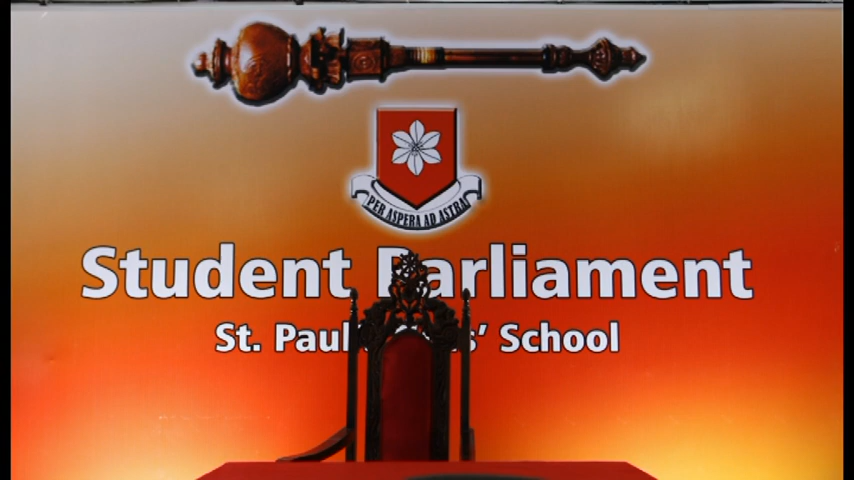 PER ASPERA AD ASTRA
Student Parliament
St. Paul School